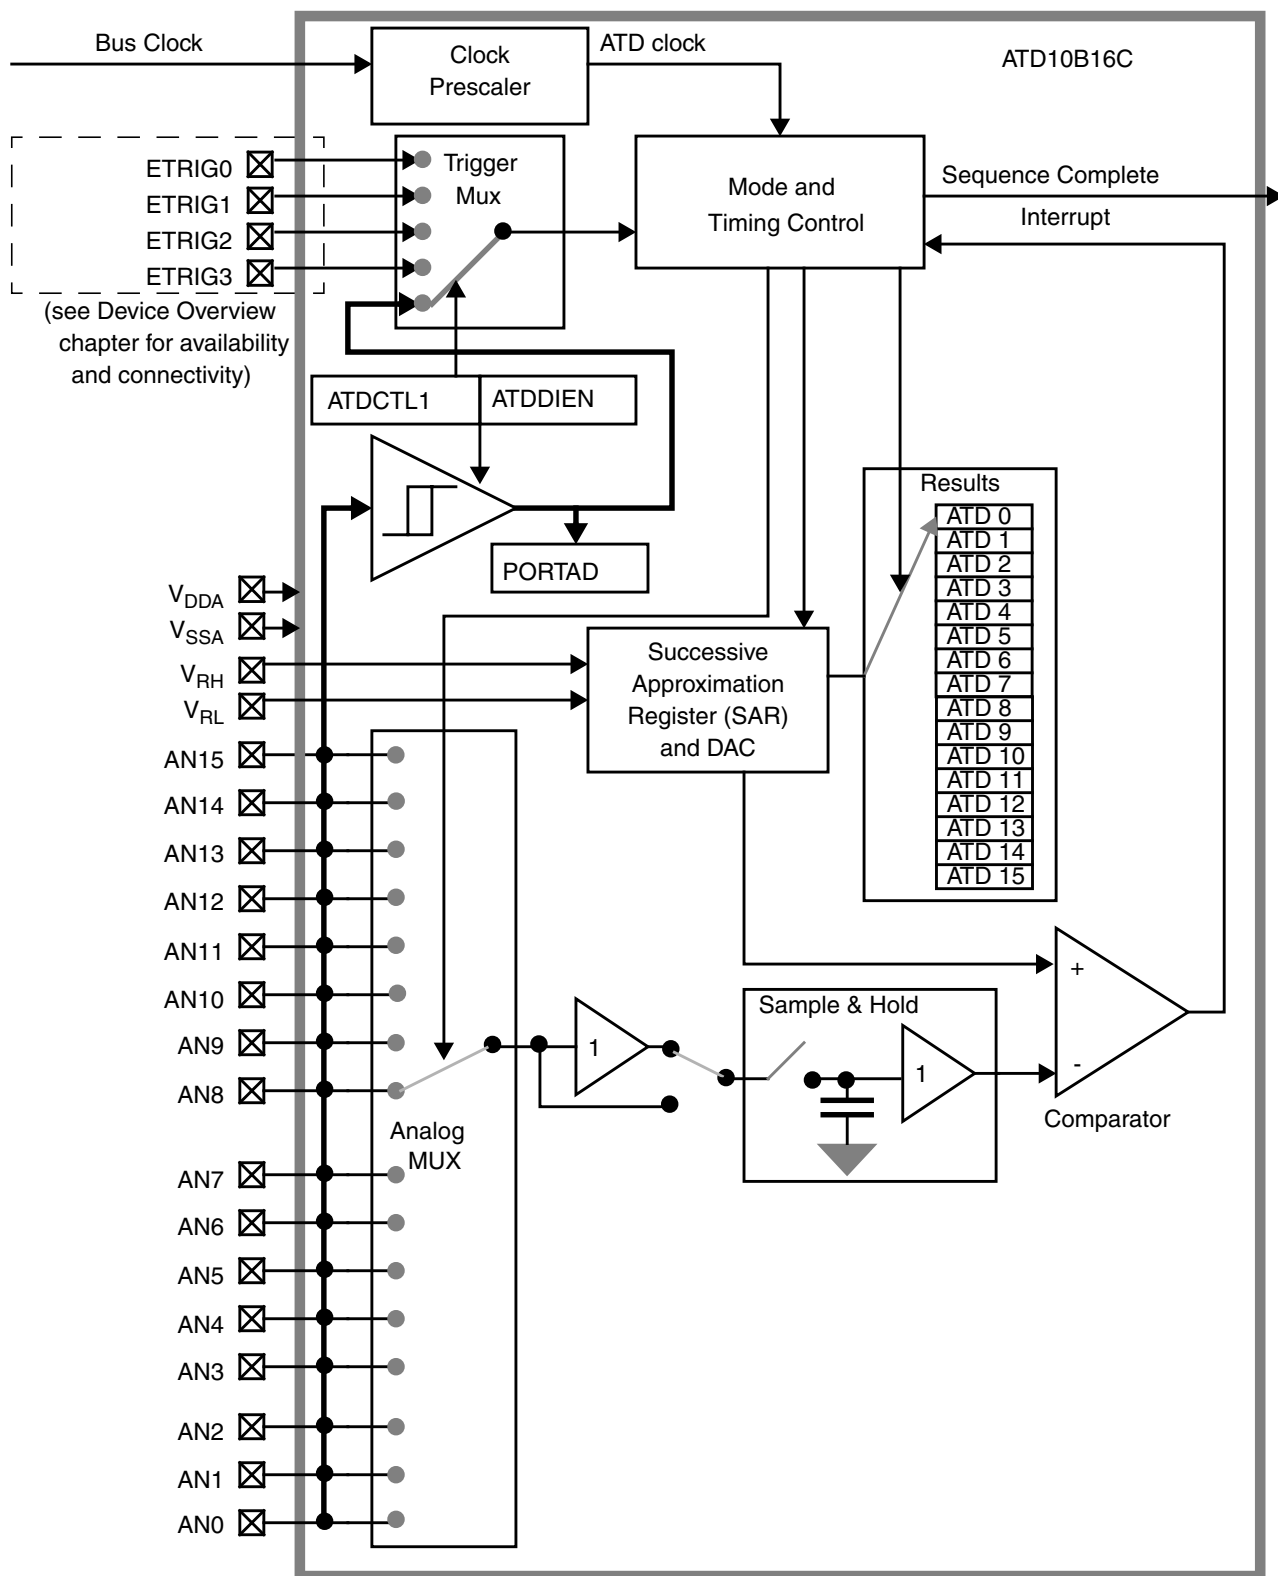 Bus Clock
Clock
Prescaler
ATD clock
ATD10B16C
ETRIG0
ETRIG1
ETRIG2
ETRIG3
(see Device Overview
chapter for availability
and connectivity)
Trigger
Mux
Mode and
Timing Control
Sequence Complete
Interrupt
ATDCTL1
ATDDIEN
PORTAD
Results
ATD 0
ATD 1
ATD 2
ATD 3
ATD 4
ATD 5
ATD 6
ATD 7
ATD 8
ATD 9
ATD 10
ATD 11
ATD 12
ATD 13
ATD 14
ATD 15
VDDA
VSSA
VRH
VRL
Successive
Approximation
Register (SAR)
and DAC
AN15
AN14
AN13
AN12
AN11
AN10
AN9
AN8
AN7
AN6
AN5
AN4
AN3
AN2
AN1
AN0
Analog
MUX
1
Sample & Hold
1
+
-
Comparator